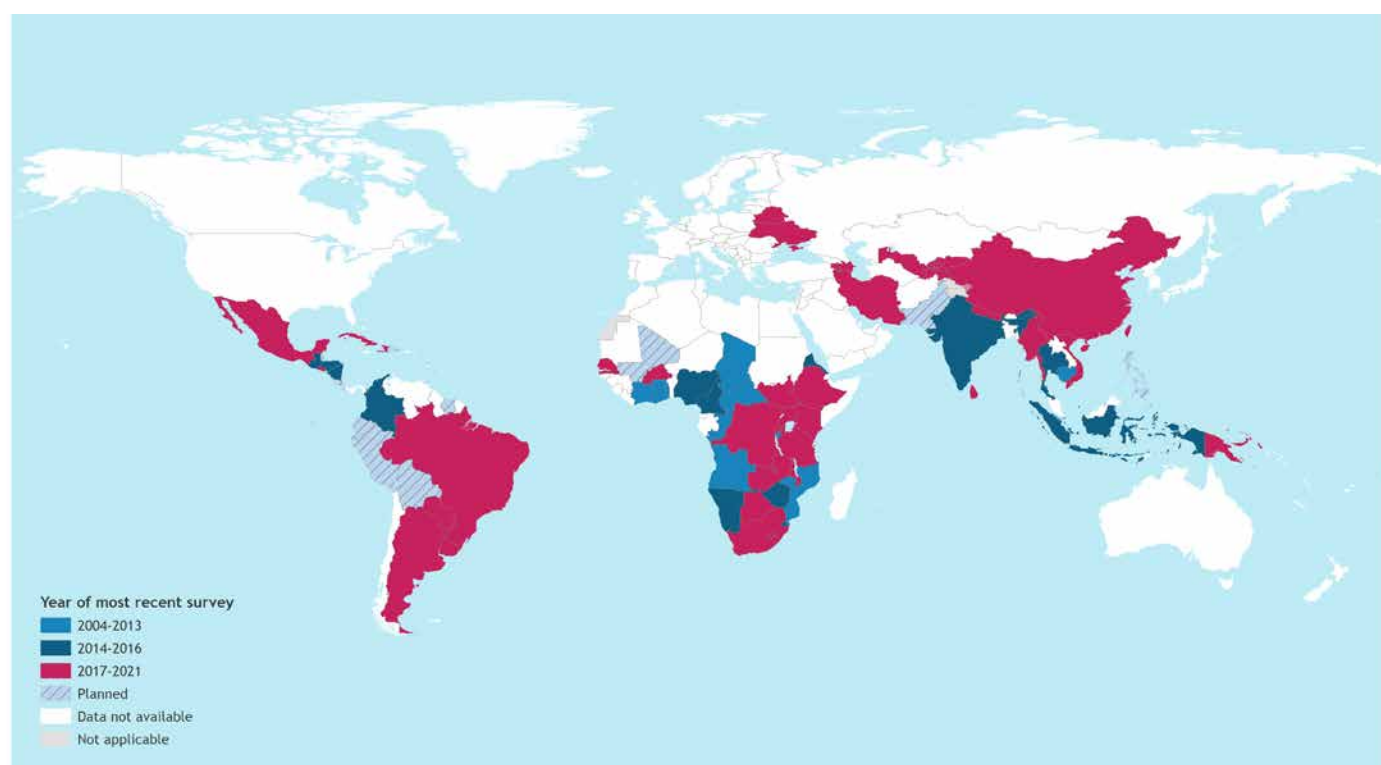 Year of most recent survey
2004-2013
2014-2016
2017-2021
Planned
Data not available
Not applicable